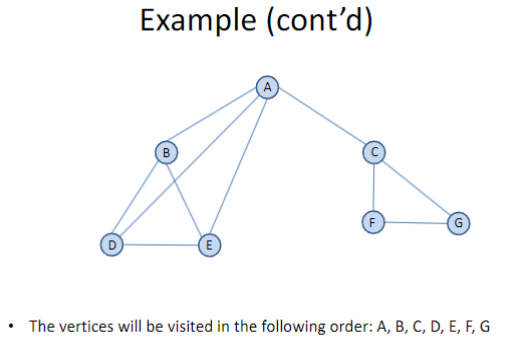 Example (cont’d)
A
B
C
F
G
D
E
• The vertices will be visited in the following order: A, B, C, D, E, F, G